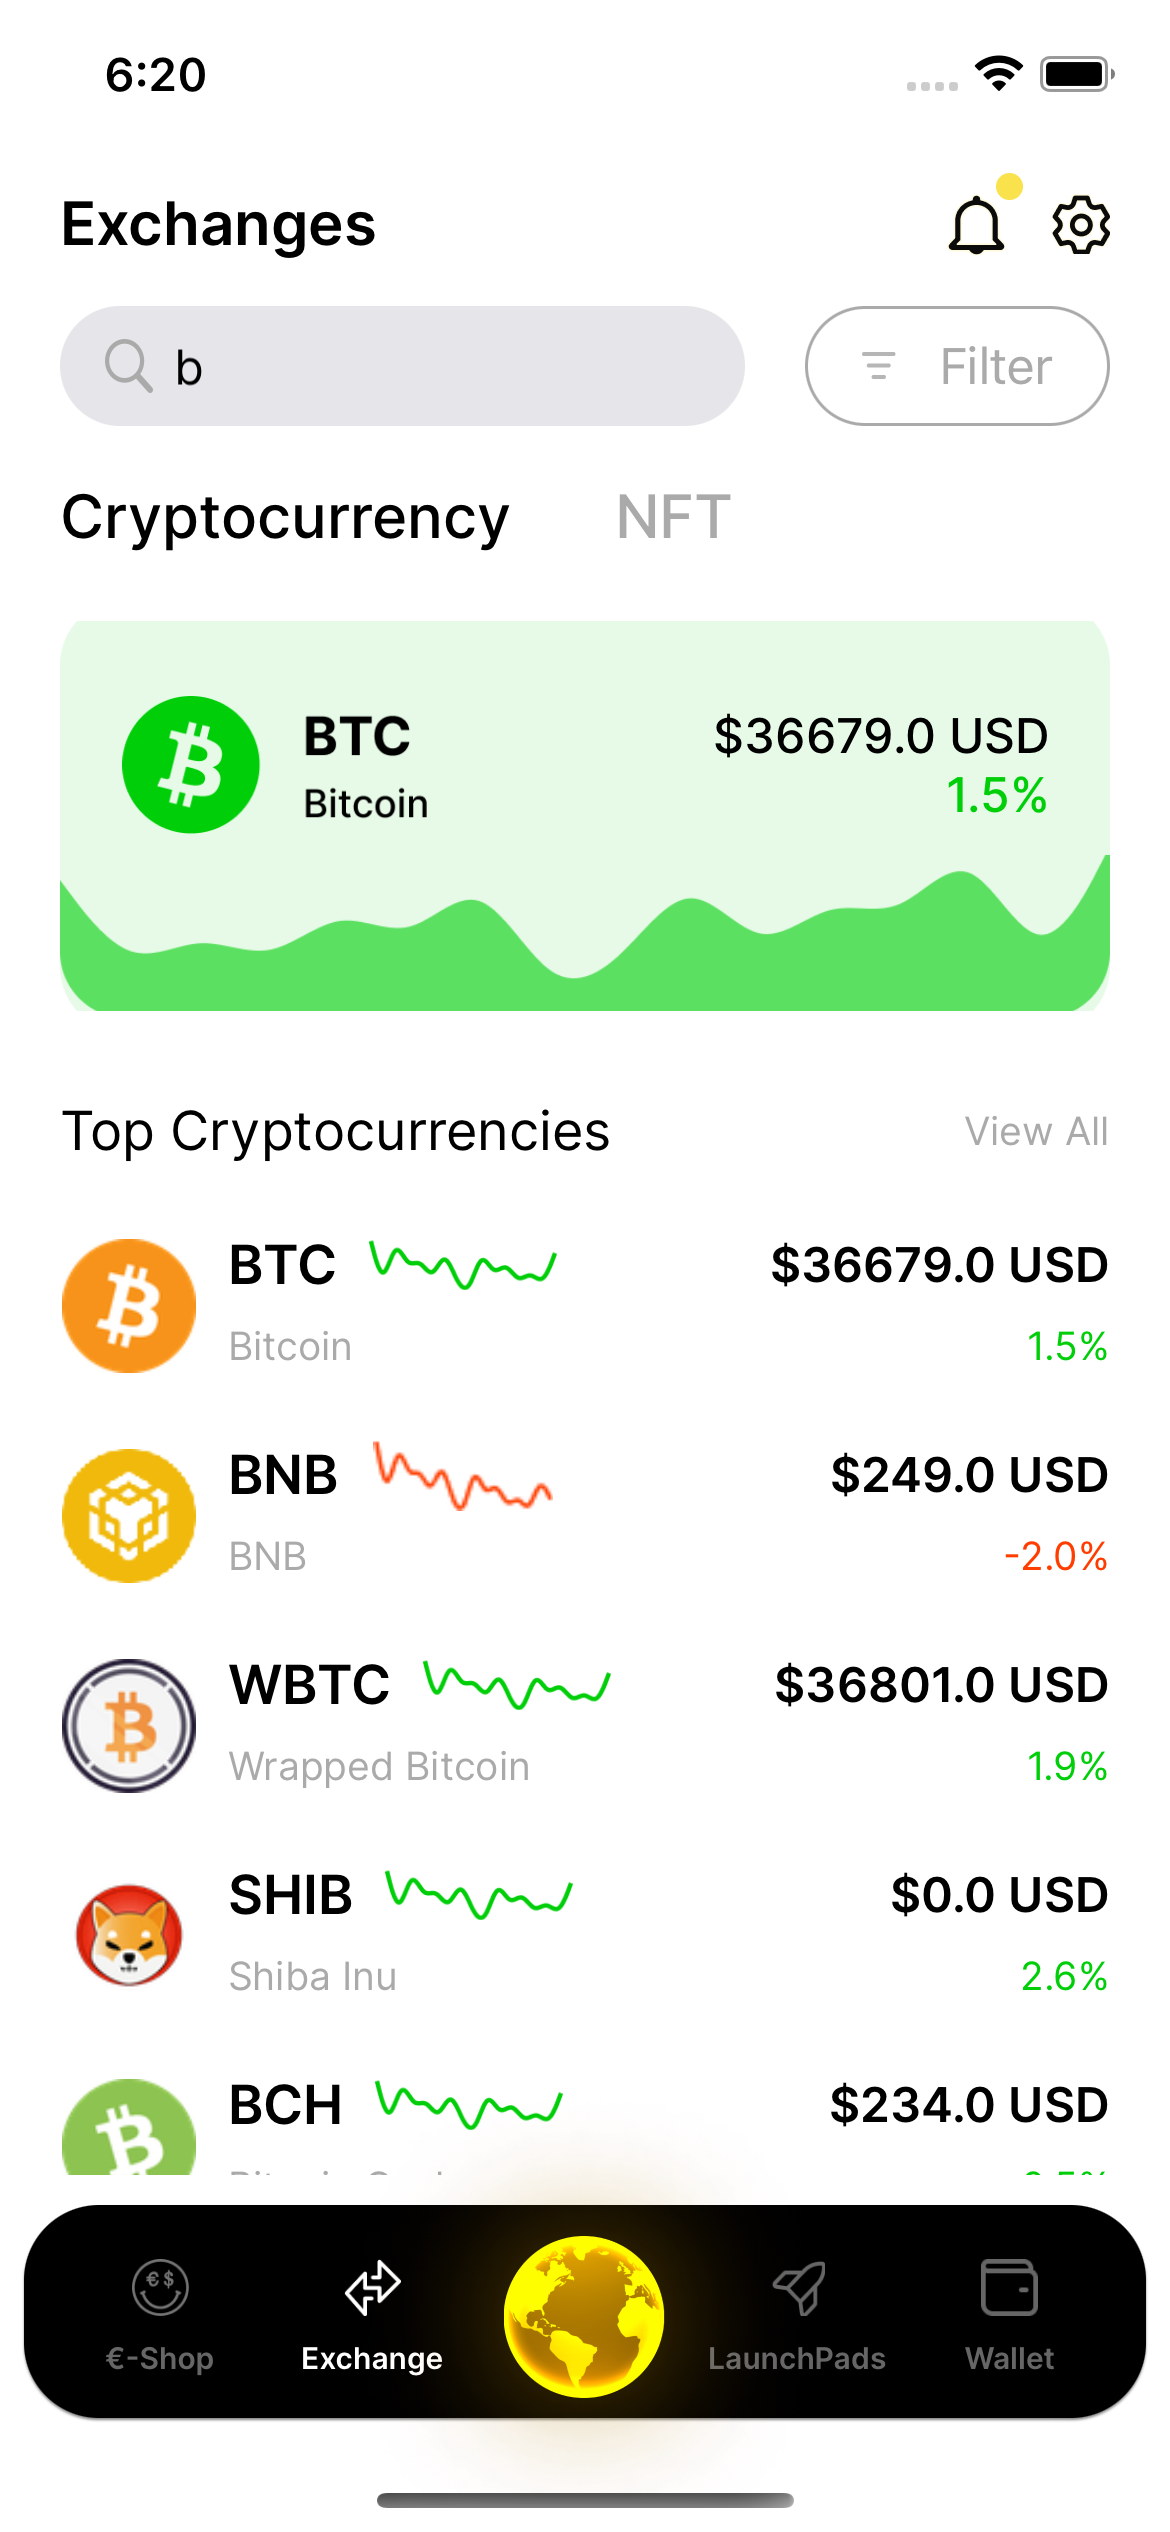 6:20
Exchanges
b
Filter
Cryptocurrency NFT
BTC $36679.0 USD
Bitcoin 1.5%
Top Cryptocurrencies View All
BTC $36679.0 USD
Bitcoin 1.5%
BNB $249.0 USD
BNB -2.0%
WBTC $36801.0 USD
Wrapped Bitcoin 1.9%
SHIB $0.0 USD
Shiba Inu 2.6%
BCH $234.0 USD
€ $
€-Shop Exchange LaunchPads Wallet